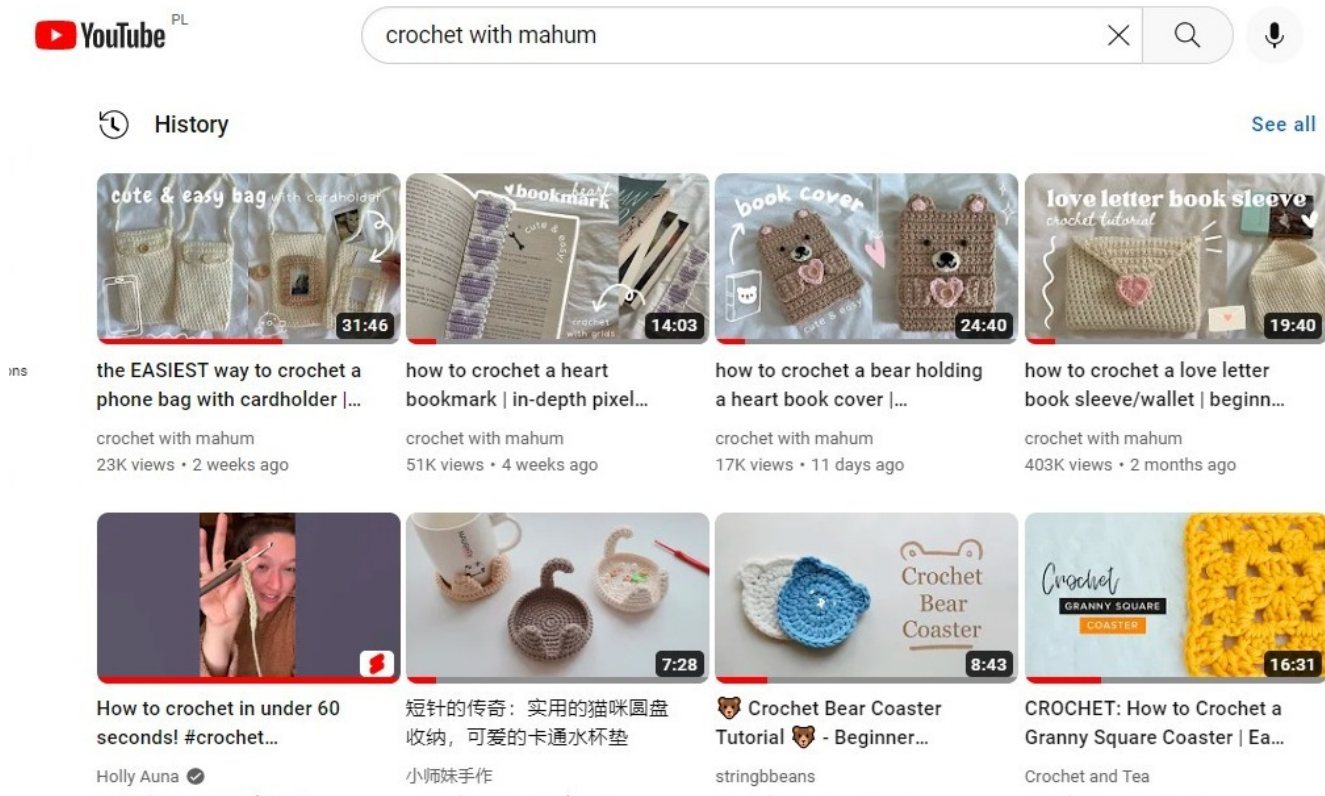 YouTube PL
crochet with mahum
History
See all
cute & easy bag with cardholder
31:46
heart
bookmark
cute & easy
crochet
with grids
14:03
book cover
cute & easy
24:40
love letter book sleeve
crochet tutorial
19:40
ons
the EASIEST way to crochet a
phone bag with cardholder |...
crochet with mahum
23K views • 2 weeks ago
how to crochet a heart
bookmark | in-depth pixel...
crochet with mahum
51K views • 4 weeks ago
how to crochet a bear holding
a heart book cover |...
crochet with mahum
17K views • 11 days ago
how to crochet a love letter
book sleeve/wallet | beginn...
crochet with mahum
403K views • 2 months ago
7:28
Crochet
Bear
Coaster
8:43
Crochet
GRANNY SQUARE
COASTER
16:31
How to crochet in under 60
seconds! #crochet...
Holly Auna
短针的传奇：实用的猫咪圆盘
收纳，可爱的卡通水杯垫
小师妹手作
🐻 Crochet Bear Coaster
Tutorial 🐻 - Beginner...
stringbbeans
CROCHET: How to Crochet a
Granny Square Coaster | Ea...
Crochet and Tea